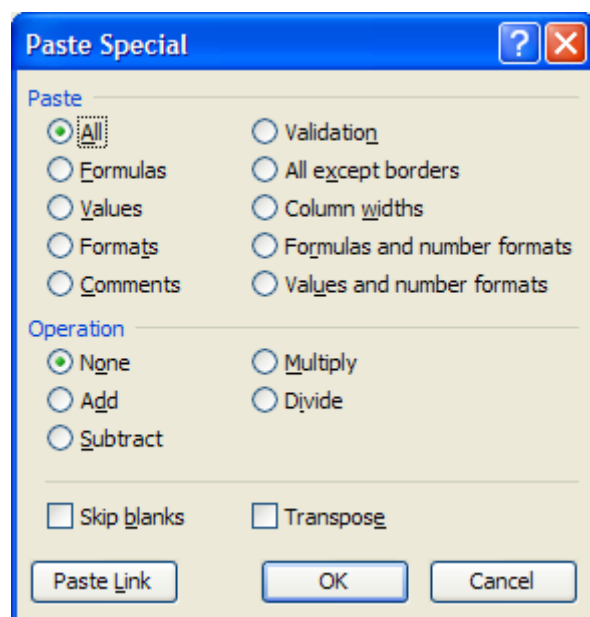 Paste Special
Paste
All Validation
Formulas All except borders
Values Column widths
Formats Formulas and number formats
Comments Values and number formats
Operation
None Multiply
Add Divide
Subtract
Skip blanks Transpose
Paste Link OK Cancel